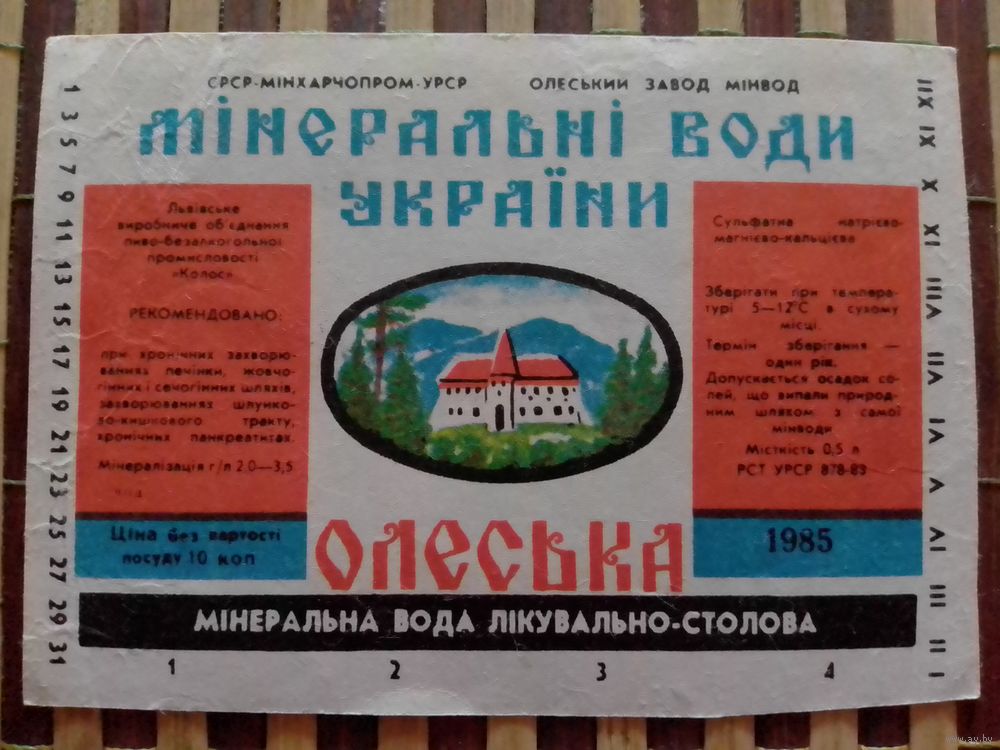 СРСР-МІНХАРЧОПРОМ-УРСР ОЛЕСЬКИЙ ЗАВОД МІНВОД
МІНЕРАЛЬНІ ВОДИ
УКРАЇНИ
Львівське
виробниче об'єднання
пиво-безалкогольної
промисловості
«Колос»
РЕКОМЕНДОВАНО:
при хронічних захворю-
ваннях печінки, жовчо-
гінних і сечогінних шляхів,
захворюваннях шлунко-
во-кишкового тракту,
хронічних панкреатитах.
Мінералізація г/л 2.0—3,5
Ціна без вартості
посуду 10 коп
Сульфатна натрієво-
магнієво-кальцієва
Зберігати при темпера-
турі 5—12°С в сухому
місці.
Термін зберігання —
один рік.
Допускається осадок со-
лей, що випали природ-
ним шляхом з самої
мінводи
Місткість 0,5 л
РСТ УРСР 878-83
1985
ОЛЕСЬКА
МІНЕРАЛЬНА ВОДА ЛІКУВАЛЬНО-СТОЛОВА
1 2 3 4
1
3
5
7
9
11
13
15
17
19
21
23
25
27
29
31
XII
XI
X
IX
VIII
VII
VI
V
IV
III
II
I
www.ay.by